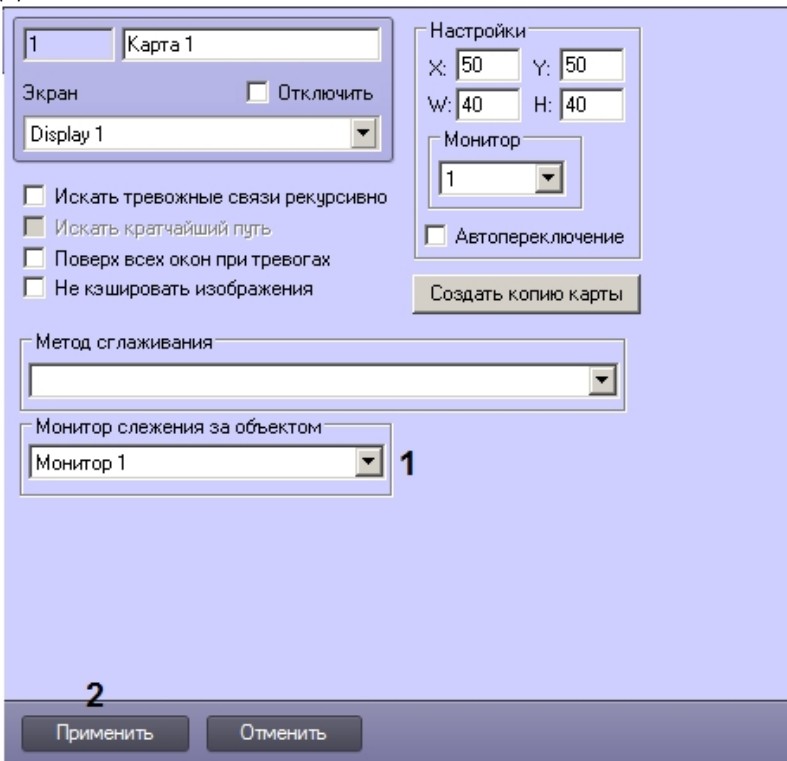 1 Карта 1
Экран Отключить
Display 1
Настройки
X: 50 Y: 50
W: 40 H: 40
Монитор
1
Автопереключение
Искать тревожные связи рекурсивно
Искать кратчайший путь
Поверх всех окон при тревогах
Не кэшировать изображения
Создать копию карты
Метод сглаживания
Монитор слежения за объектом
Монитор 1
1
2
Применить Отменить